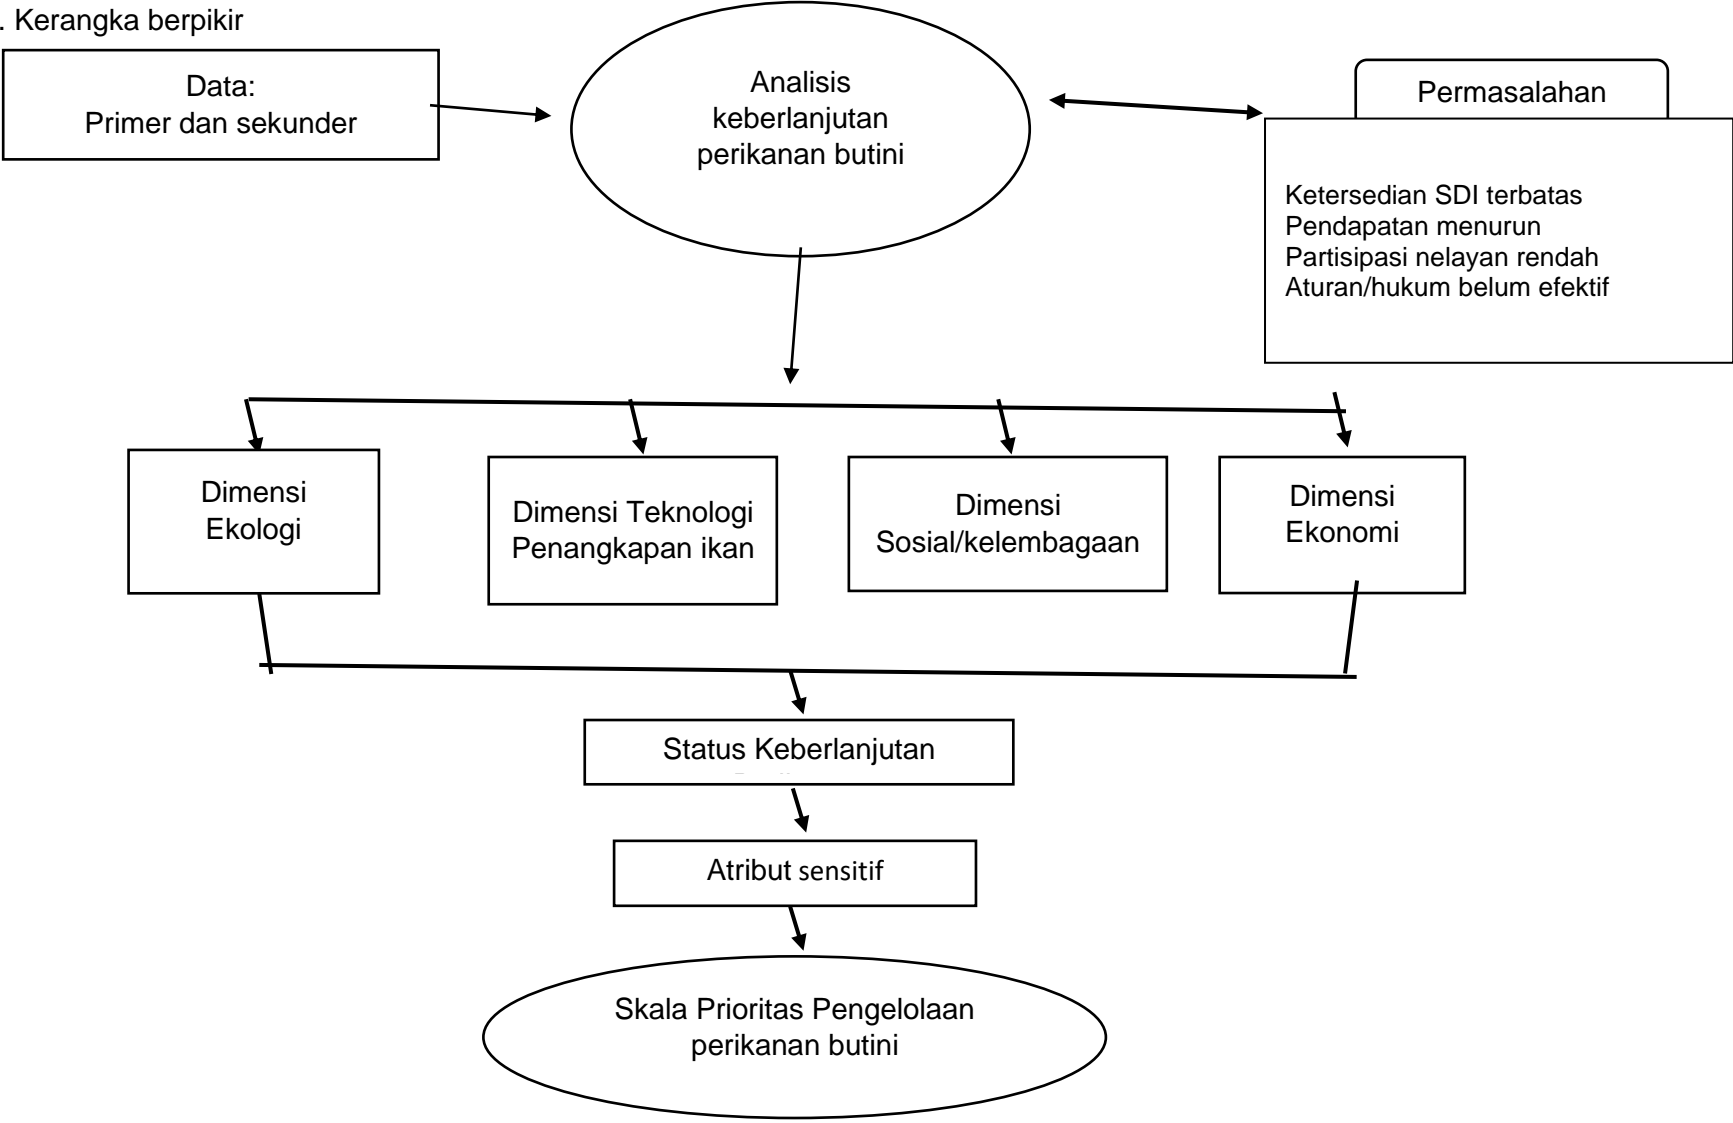 . Kerangka berpikir
Data:
Primer dan sekunder
Analisis
keberlanjutan
perikanan butini
Permasalahan
Ketersedian SDI terbatas
Pendapatan menurun
Partisipasi nelayan rendah
Aturan/hukum belum efektif
Dimensi
Ekologi
Dimensi Teknologi
Penangkapan ikan
Dimensi
Sosial/kelembagaan
Dimensi
Ekonomi
Status Keberlanjutan
Atribut sensitif
Skala Prioritas Pengelolaan
perikanan butini